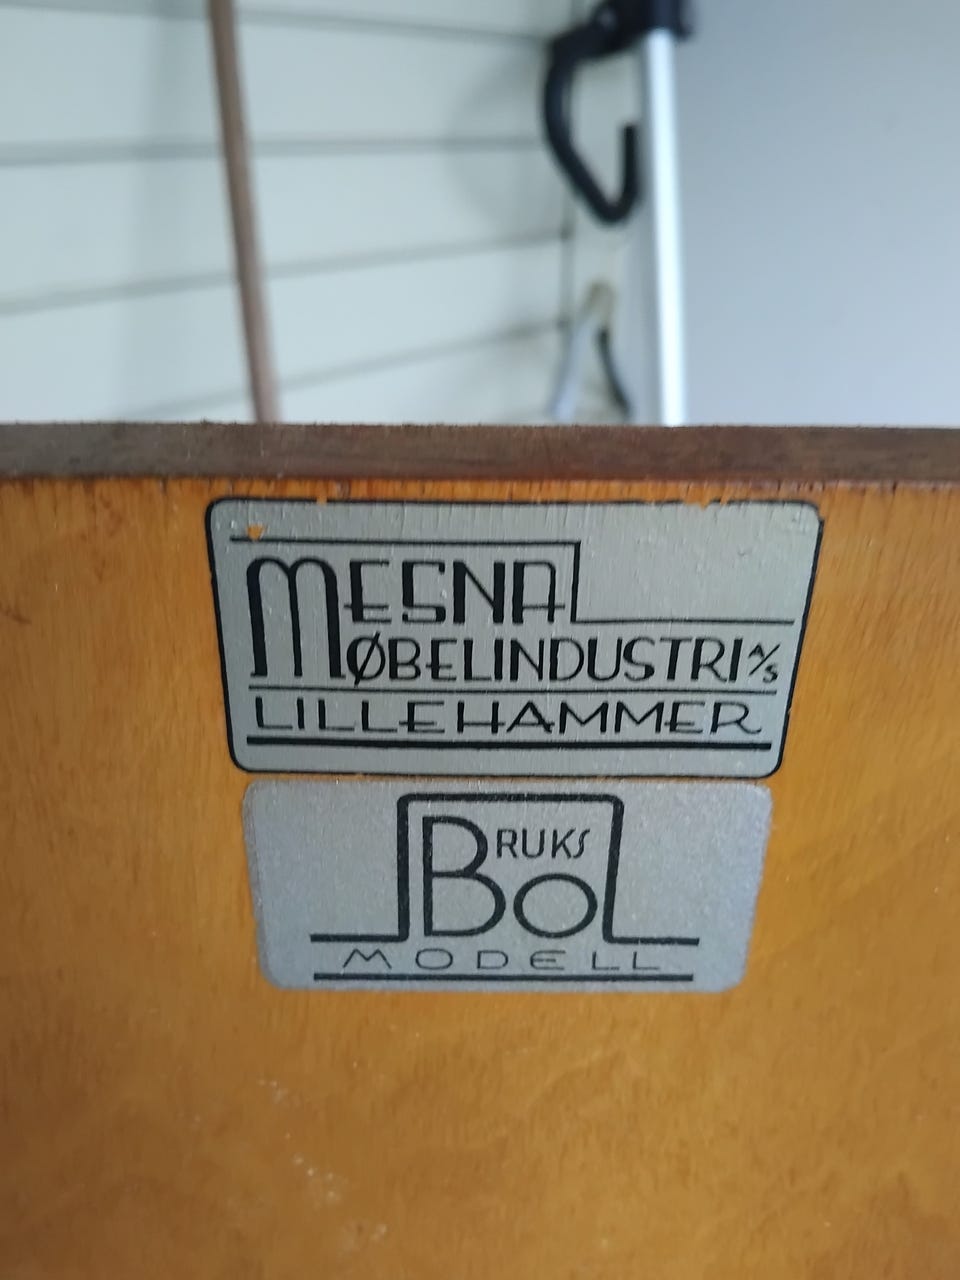 MESNA
MØBELINDUSTRI A/S
LILLEHAMMER
BRUKS
BO
MODELL